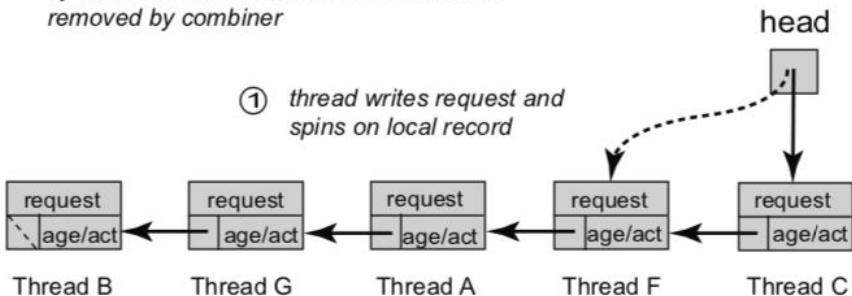 removed by combiner
head
① thread writes request and
spins on local record
request request request request request
age/act age/act age/act age/act age/act
Thread B Thread G Thread A Thread F Thread C